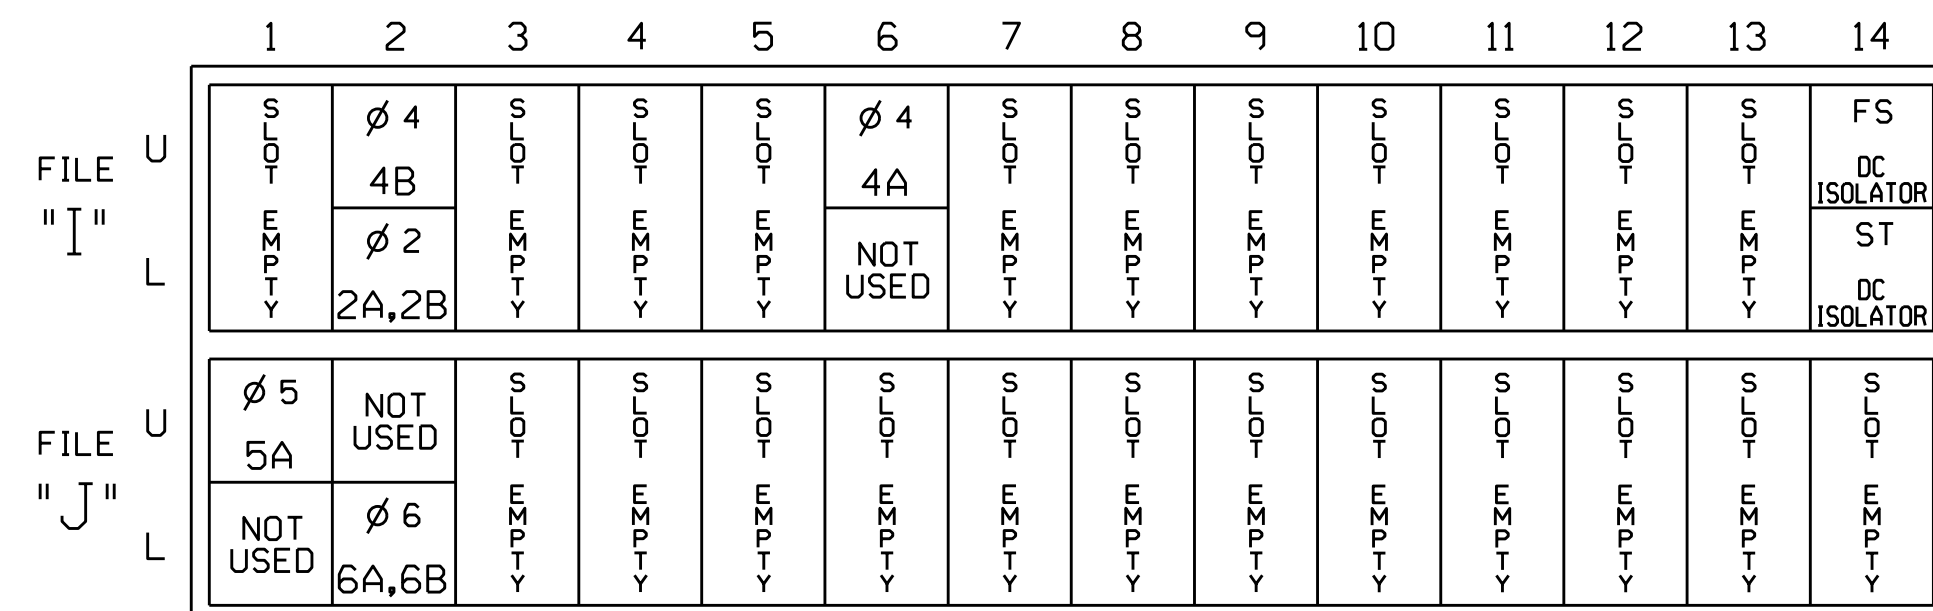 1 2 3 4 5 6 7 8 9 10 11 12 13 14
FILE "I"
U
L
SLOT EMPTY
Ø 4
4B
Ø 2
2A,2B
SLOT EMPTY
SLOT EMPTY
SLOT EMPTY
Ø 4
4A
NOT
USED
SLOT EMPTY
SLOT EMPTY
SLOT EMPTY
SLOT EMPTY
SLOT EMPTY
SLOT EMPTY
SLOT EMPTY
FS
DC
ISOLATOR
ST
DC
ISOLATOR
FILE "J"
U
L
Ø 5
5A
NOT
USED
NOT
USED
Ø 6
6A,6B
SLOT EMPTY
SLOT EMPTY
SLOT EMPTY
SLOT EMPTY
SLOT EMPTY
SLOT EMPTY
SLOT EMPTY
SLOT EMPTY
SLOT EMPTY
SLOT EMPTY
SLOT EMPTY
SLOT EMPTY